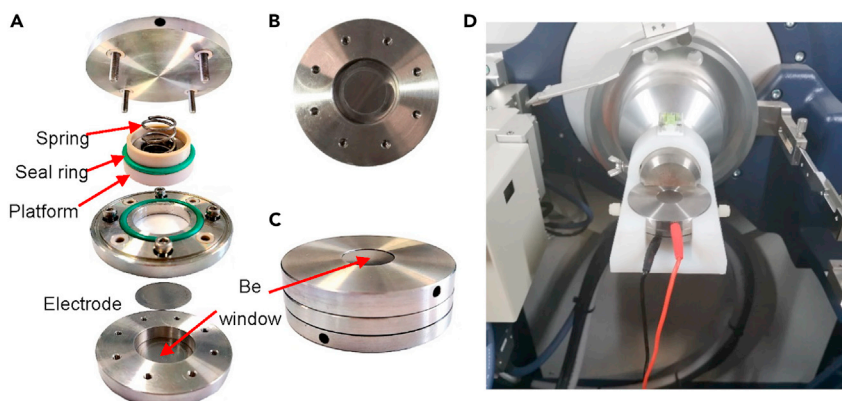 A
B
D
Spring
Seal ring
Platform
C
Electrode
Be
window